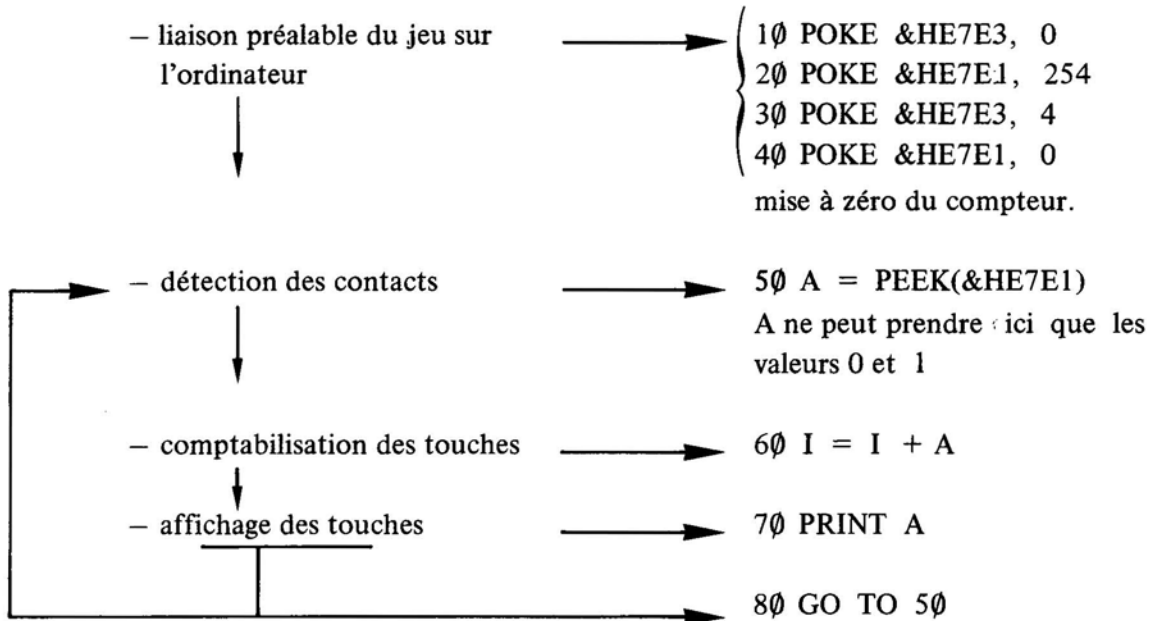 – liaison préalable du jeu sur
l'ordinateur
1Ø POKE &HE7E3, 0
2Ø POKE &HE7E1, 254
3Ø POKE &HE7E3, 4
4Ø POKE &HE7E1, 0
mise à zéro du compteur.
– détection des contacts
5Ø A = PEEK(&HE7E1)
A ne peut prendre ici que les
valeurs 0 et 1
– comptabilisation des touches
6Ø I = I + A
– affichage des touches
7Ø PRINT A
8Ø GO TO 5Ø